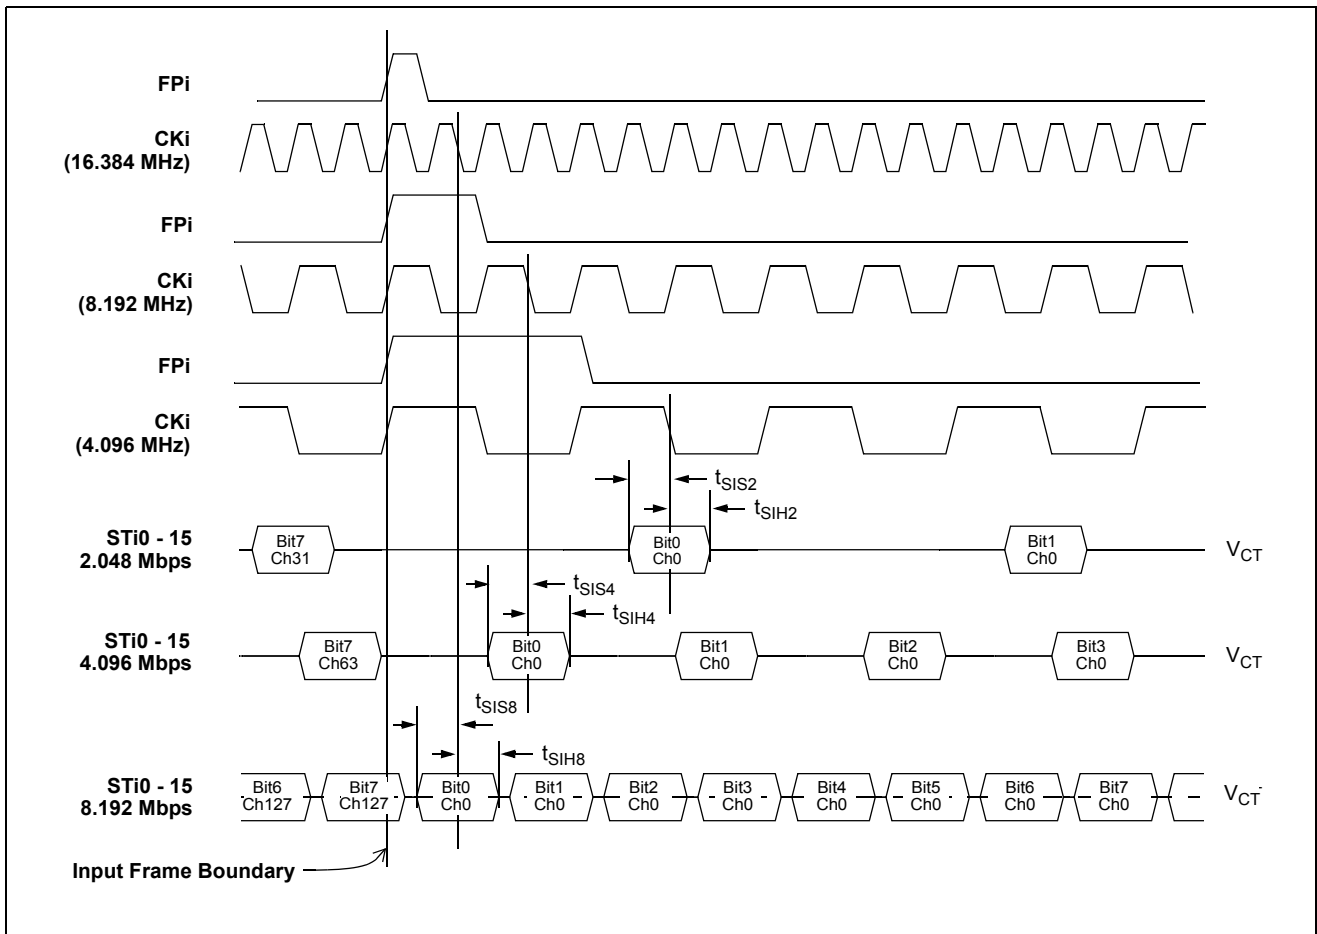 FPi
CKi
(16.384 MHz)
FPi
CKi
(8.192 MHz)
FPi
CKi
(4.096 MHz)
tSIS2
tSIH2
STi0 - 15
2.048 Mbps
Bit7
Ch31
Bit0
Ch0
Bit1
Ch0
VCT
tSIS4
tSIH4
STi0 - 15
4.096 Mbps
Bit7
Ch63
Bit0
Ch0
Bit1
Ch0
Bit2
Ch0
Bit3
Ch0
VCT
tSIS8
tSIH8
STi0 - 15
8.192 Mbps
Bit6
Ch127
Bit7
Ch127
Bit0
Ch0
Bit1
Ch0
Bit2
Ch0
Bit3
Ch0
Bit4
Ch0
Bit5
Ch0
Bit6
Ch0
Bit7
Ch0
VCT
Input Frame Boundary